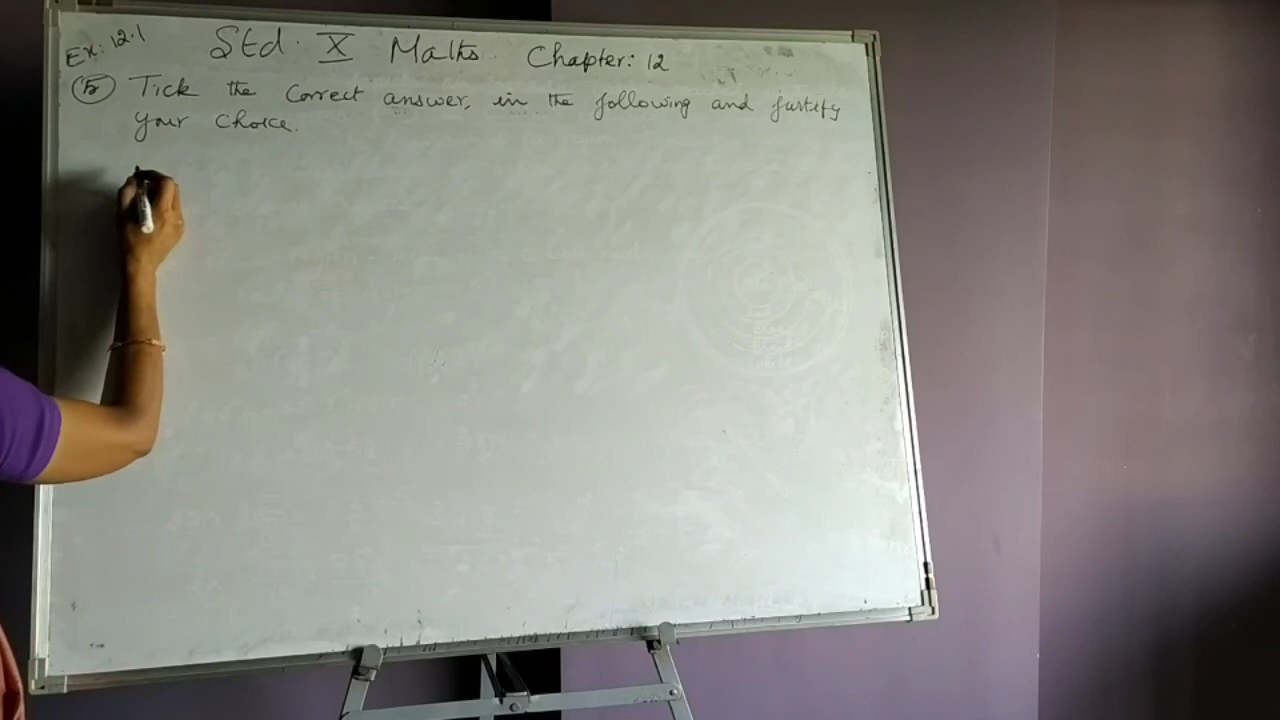 Ex: 12.1
Std. X Maths. Chapter: 12
(5) Tick the correct answer, in the following and justify
your choice.